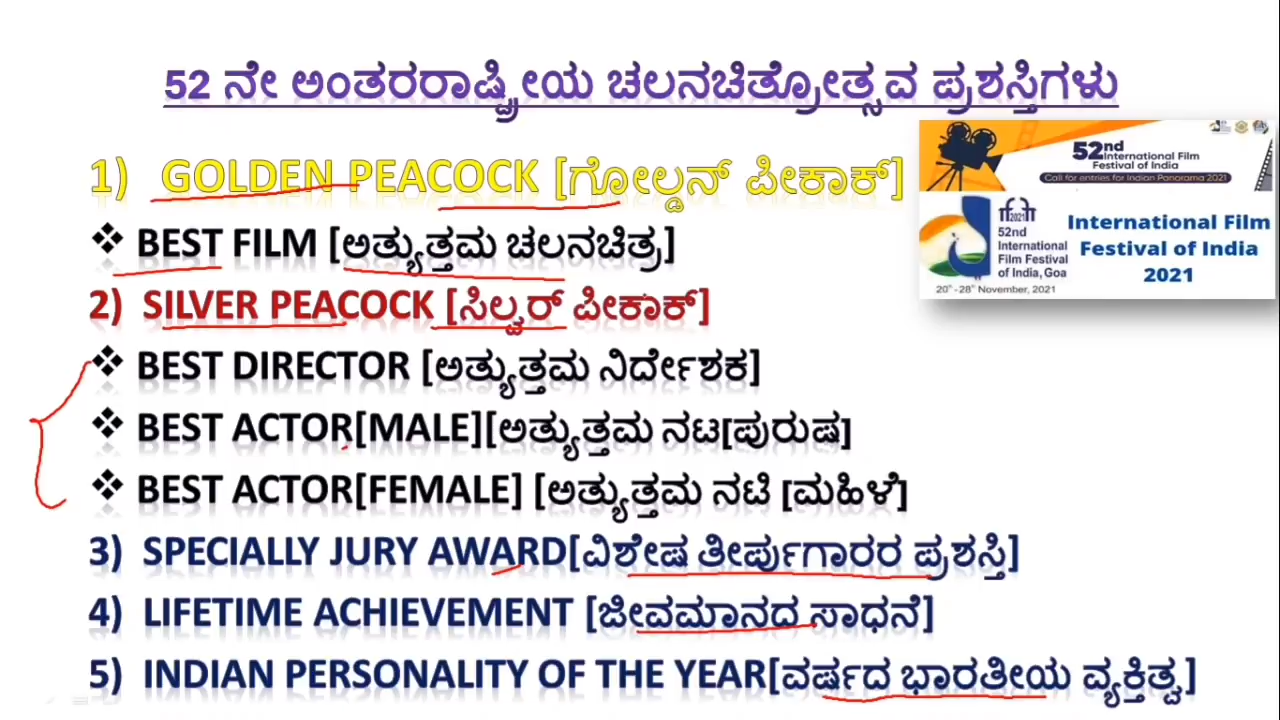 52 ನೇ ಅಂತರರಾಷ್ಟ್ರೀಯ ಚಲನಚಿತ್ರೋತ್ಸವ ಪ್ರಶಸ್ತಿಗಳು
1) GOLDEN PEACOCK [ಗೋಲ್ಡನ್ ಪೀಕಾಕ್]
❖ BEST FILM [ಅತ್ಯುತ್ತಮ ಚಲನಚಿತ್ರ]
2) SILVER PEACOCK [ಸಿಲ್ವರ್ ಪೀಕಾಕ್]
❖ BEST DIRECTOR [ಅತ್ಯುತ್ತಮ ನಿರ್ದೇಶಕ]
❖ BEST ACTOR[MALE][ಅತ್ಯುತ್ತಮ ನಟ[ಪುರುಷ]
❖ BEST ACTOR[FEMALE] [ಅತ್ಯುತ್ತಮ ನಟಿ [ಮಹಿಳೆ]
3) SPECIALLY JURY AWARD[ವಿಶೇಷ ತೀರ್ಪುಗಾರರ ಪ್ರಶಸ್ತಿ]
4) LIFETIME ACHIEVEMENT [ಜೀವಮಾನದ ಸಾಧನೆ]
5) INDIAN PERSONALITY OF THE YEAR[ವರ್ಷದ ಭಾರತೀಯ ವ್ಯಕ್ತಿತ್ವ]
52nd
International Film
Festival of India
Call for entries for Indian Panorama 2021
2021
52nd
International
Film Festival
of India, Goa
20th - 28th November, 2021
International Film
Festival of India
2021